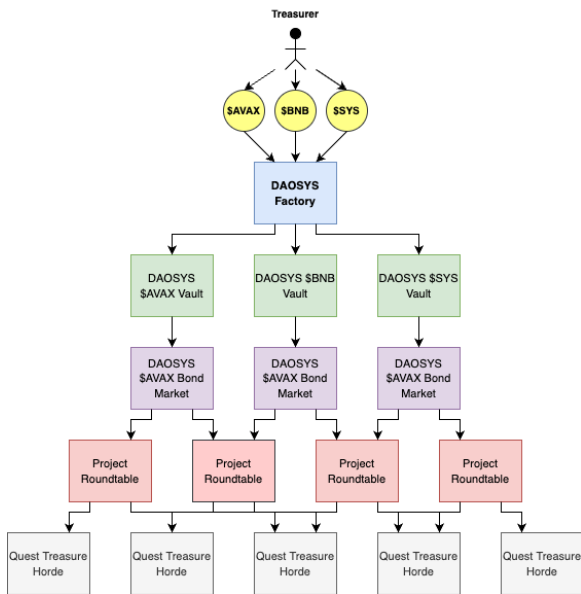 Treasurer
$AVAX
$BNB
$SYS
DAOSYS
Factory
DAOSYS
$AVAX Vault
DAOSYS $BNB
Vault
DAOSYS $SYS
Vault
DAOSYS
$AVAX Bond
Market
DAOSYS
$AVAX Bond
Market
DAOSYS
$AVAX Bond
Market
Project
Roundtable
Project
Roundtable
Project
Roundtable
Project
Roundtable
Quest Treasure
Horde
Quest Treasure
Horde
Quest Treasure
Horde
Quest Treasure
Horde
Quest Treasure
Horde